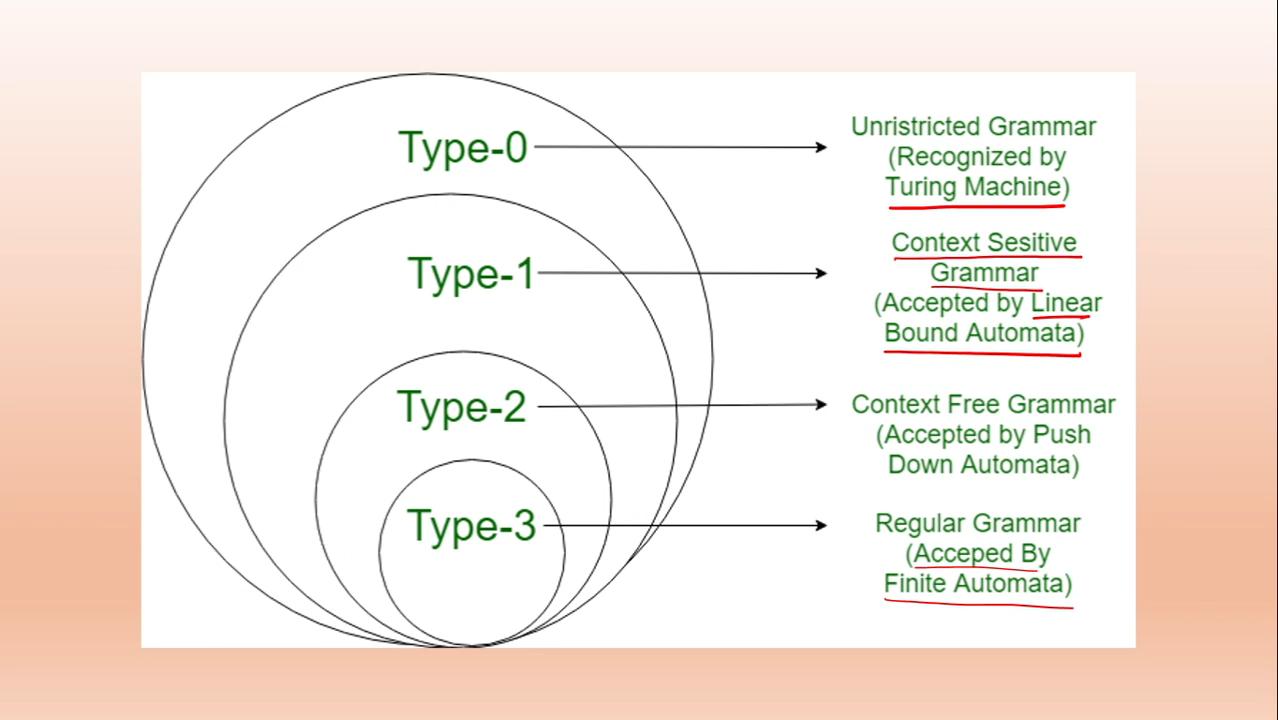 Type-0
Unristricted Grammar
(Recognized by
Turing Machine)
Type-1
Context Sesitive
Grammar
(Accepted by Linear
Bound Automata)
Type-2
Context Free Grammar
(Accepted by Push
Down Automata)
Type-3
Regular Grammar
(Acceped By
Finite Automata)